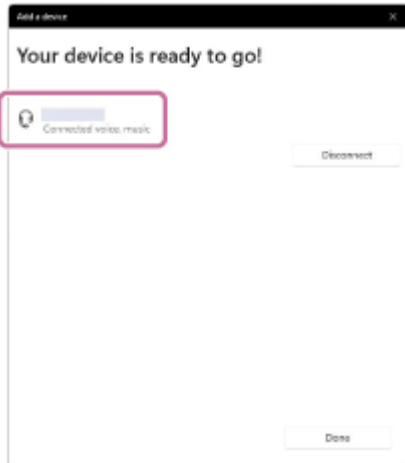 Add a device
Your device is ready to go!
Connected voice, music
Disconnect
Done